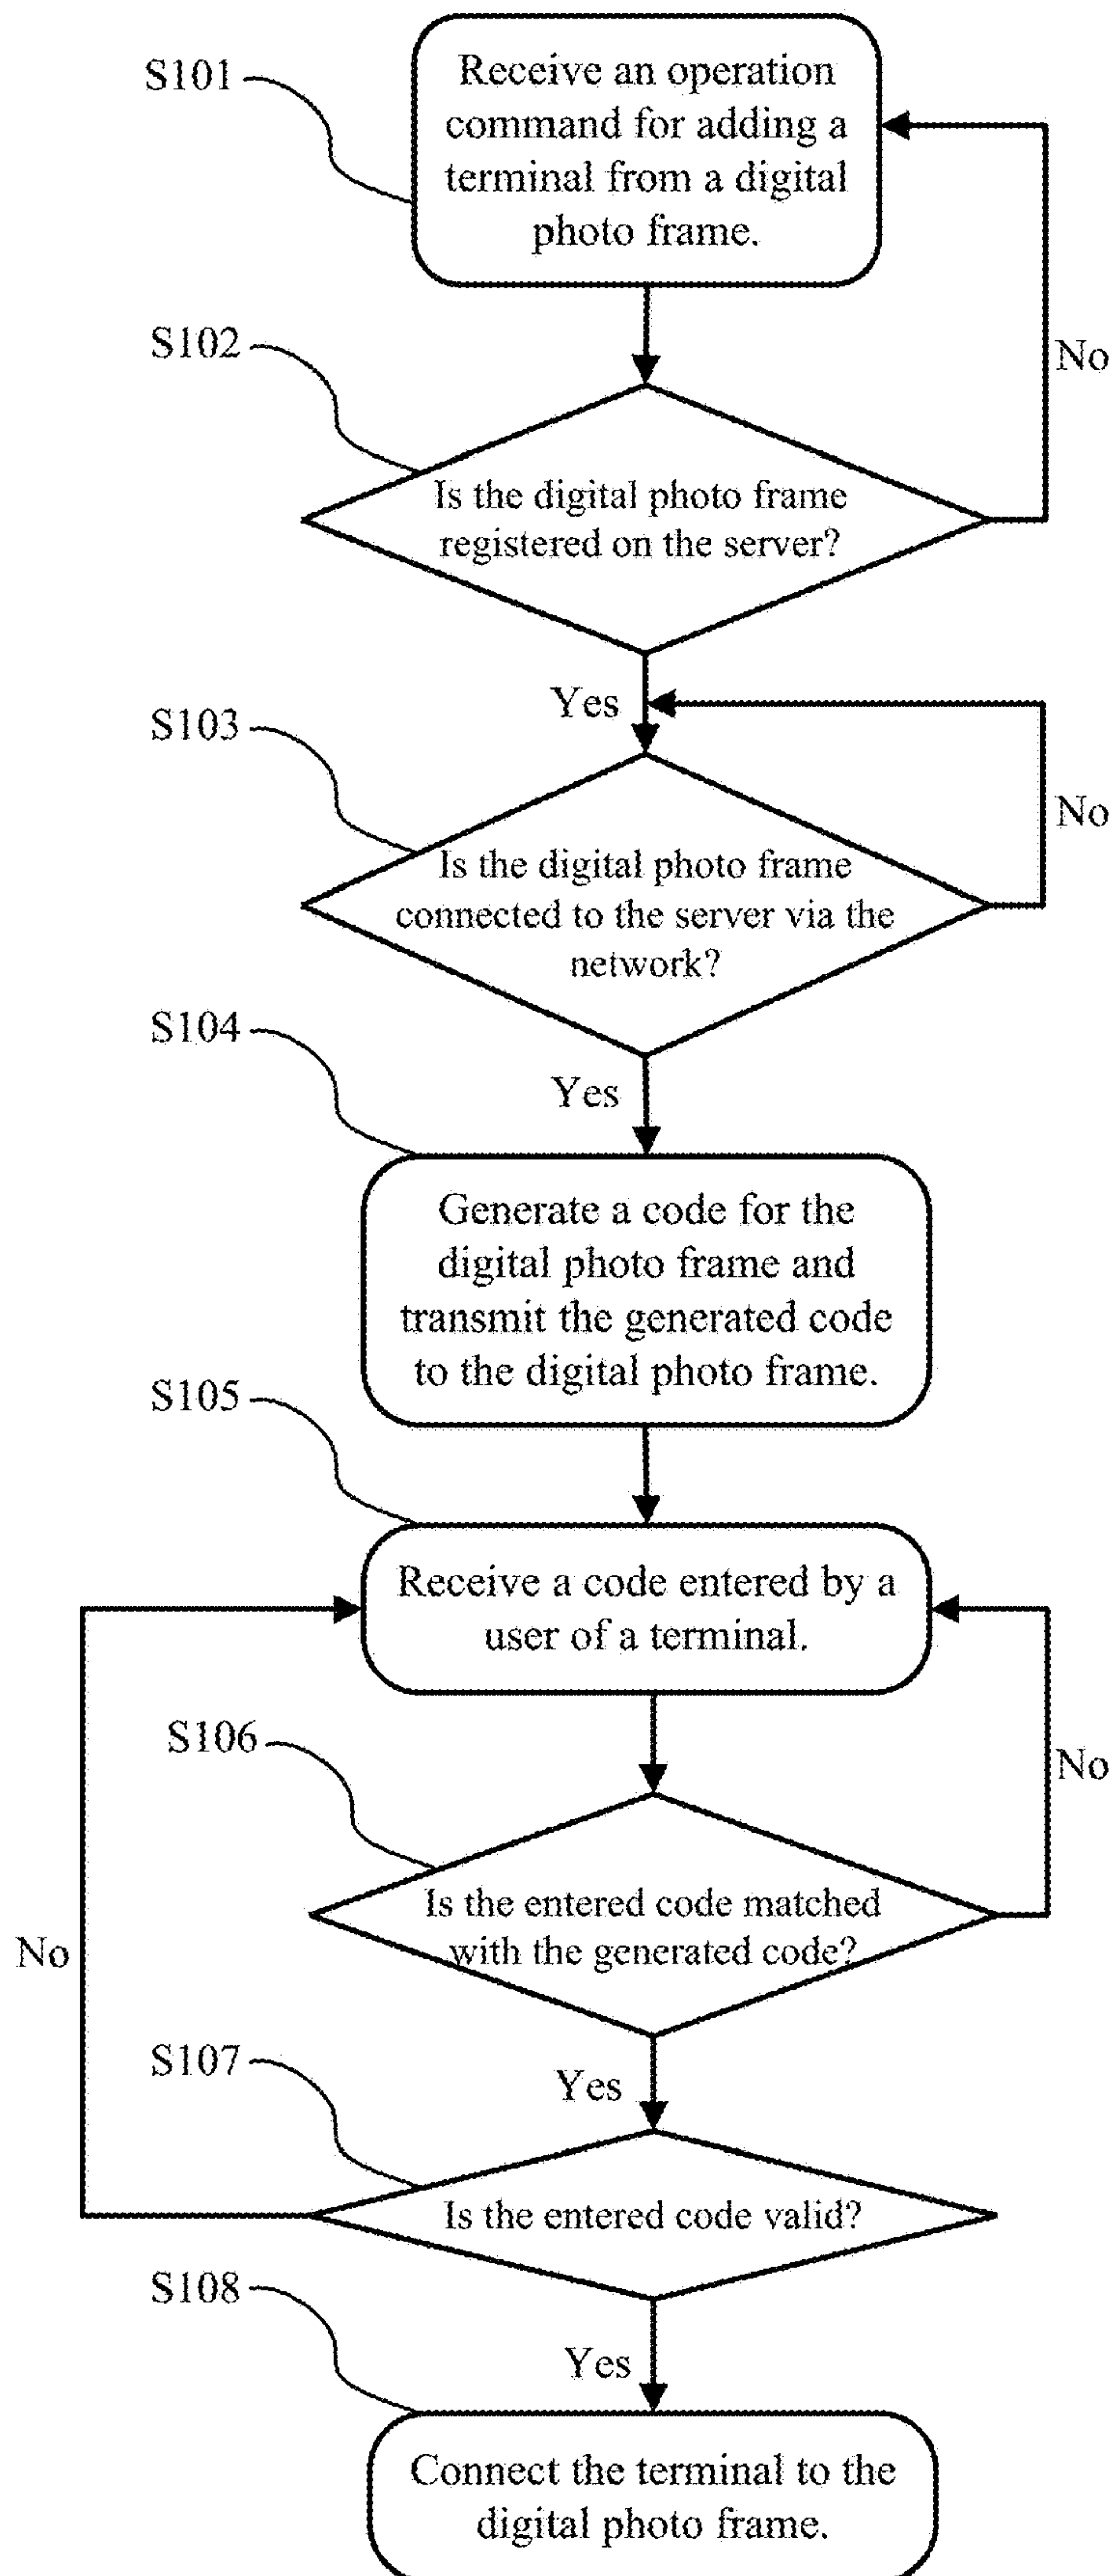 S101
Receive an operation
command for adding a
terminal from a digital
photo frame.
S102
No
Is the digital photo frame
registered on the server?
Yes
S103
No
Is the digital photo frame
connected to the server via the
network?
S104
Yes
Generate a code for the
digital photo frame and
transmit the generated code
to the digital photo frame.
S105
Receive a code entered by a
user of a terminal.
S106
No
Is the entered code matched
with the generated code?
No
S107
Yes
Is the entered code valid?
S108
Yes
Connect the terminal to the
digital photo frame.